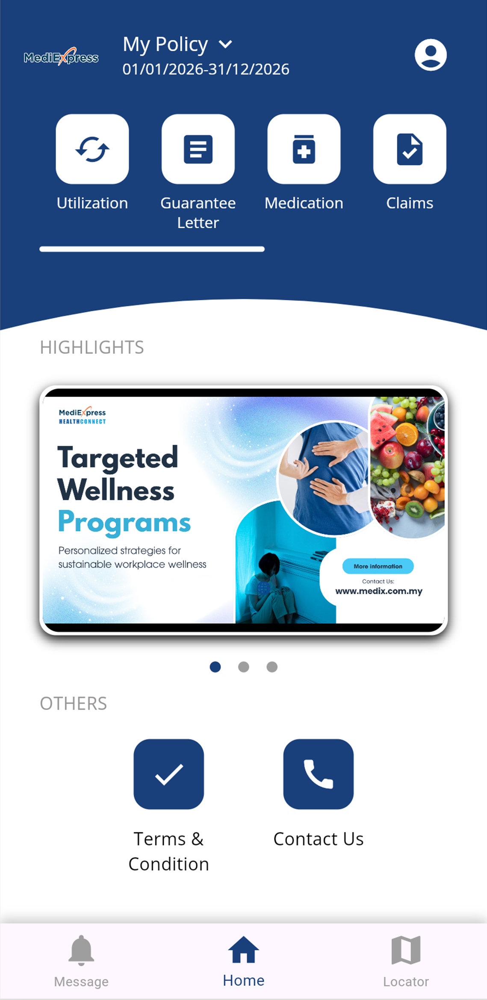 MediExpress
My Policy
01/01/2026-31/12/2026
Utilization
Guarantee
Letter
Medication
Claims
HIGHLIGHTS
MediExpress
HEALTHCONNECT
Targeted
Wellness
Programs
Personalized strategies for
sustainable workplace wellness
More information
Contact Us:
www.medix.com.my
OTHERS
Terms &
Condition
Contact Us
Message
Home
Locator